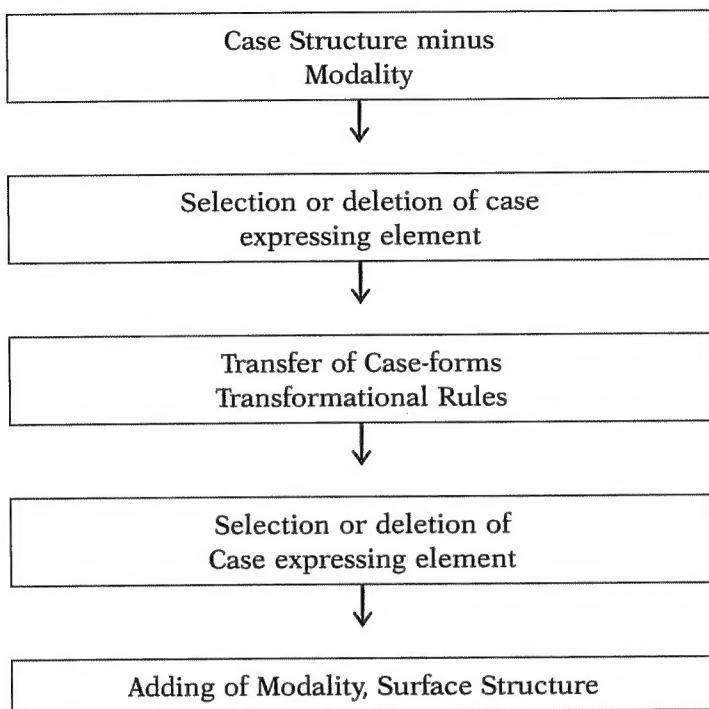 Case Structure minus
Modality
Selection or deletion of case
expressing element
Transfer of Case-forms
Transformational Rules
Selection or deletion of
Case expressing element
Adding of Modality, Surface Structure